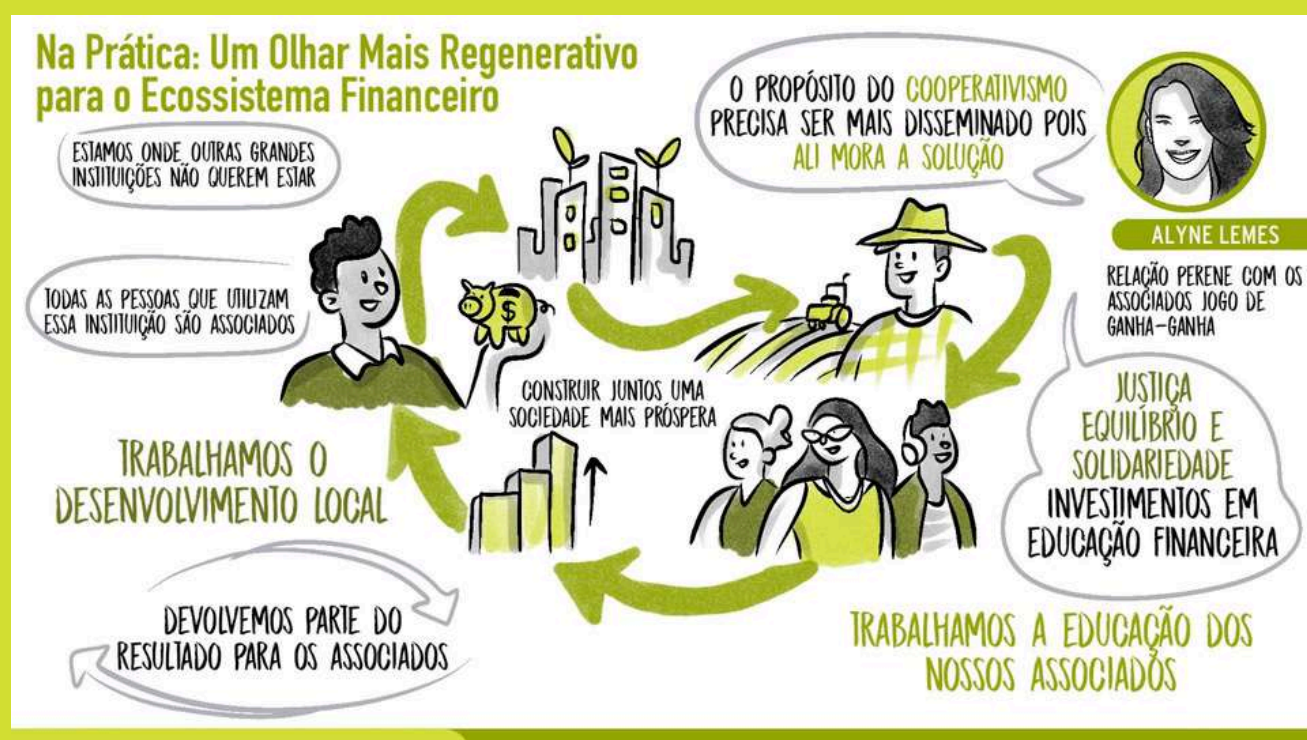 Na Prática: Um Olhar Mais Regenerativo
para o Ecossistema Financeiro
ESTAMOS ONDE OUTRAS GRANDES
INSTITUIÇÕES NÃO QUEREM ESTAR
TODAS AS PESSOAS QUE UTILIZAM
ESSA INSTITUIÇÃO SÃO ASSOCIADOS
O PROPÓSITO DO COOPERATIVISMO
PRECISA SER MAIS DISSEMINADO POIS
ALI MORA A SOLUÇÃO
ALYNE LEMES
RELAÇÃO PERENE COM OS
ASSOCIADOS JOGO DE
GANHA-GANHA
$
CONSTRUIR JUNTOS UMA
SOCIEDADE MAIS PRÓSPERA
JUSTIÇA
EQUILÍBRIO E
SOLIDARIEDADE
INVESTIMENTOS EM
EDUCAÇÃO FINANCEIRA
TRABALHAMOS O
DESENVOLVIMENTO LOCAL
DEVOLVEMOS PARTE DO
RESULTADO PARA OS ASSOCIADOS
TRABALHAMOS A EDUCAÇÃO DOS
NOSSOS ASSOCIADOS